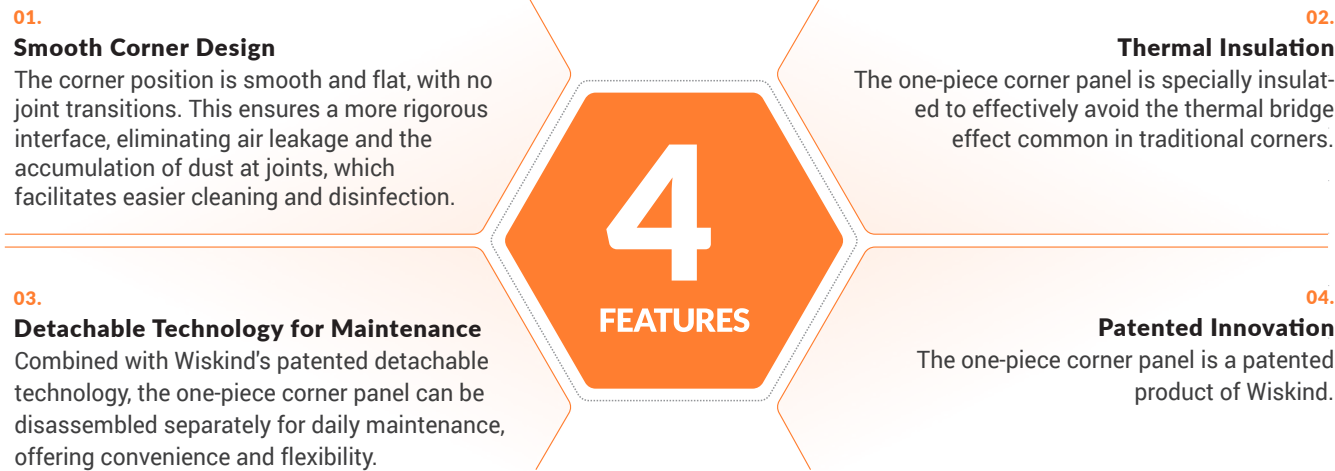 01.
Smooth Corner Design
The corner position is smooth and flat, with no
joint transitions. This ensures a more rigorous
interface, eliminating air leakage and the
accumulation of dust at joints, which
facilitates easier cleaning and disinfection.
02.
Thermal Insulation
The one-piece corner panel is specially insulat-
ed to effectively avoid the thermal bridge
effect common in traditional corners.
4
FEATURES
03.
Detachable Technology for Maintenance
Combined with Wiskind's patented detachable
technology, the one-piece corner panel can be
disassembled separately for daily maintenance,
offering convenience and flexibility.
04.
Patented Innovation
The one-piece corner panel is a patented
product of Wiskind.